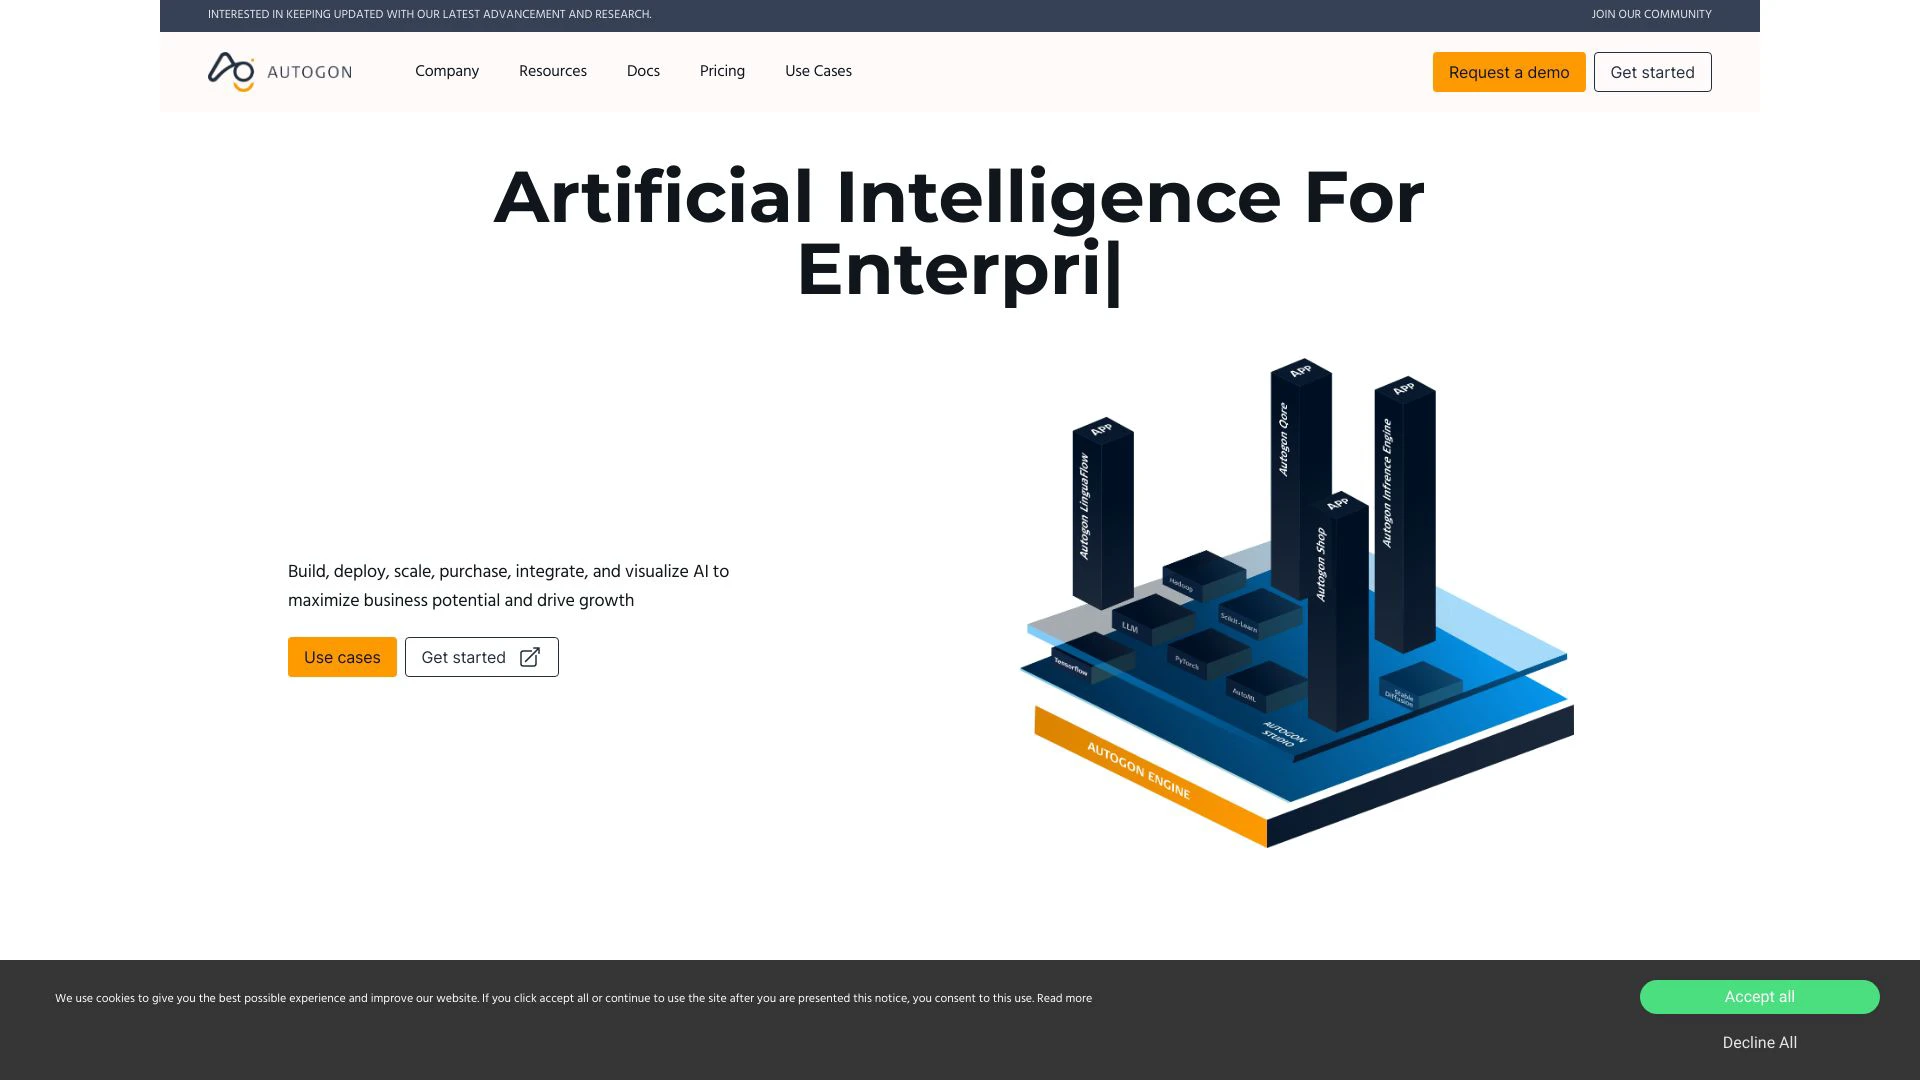 INTERESTED IN KEEPING UPDATED WITH OUR LATEST ADVANCEMENT AND RESEARCH.
JOIN OUR COMMUNITY
AUTOGON
Company
Resources
Docs
Pricing
Use Cases
Request a demo
Get started
Artificial Intelligence For
Enterpri|
Build, deploy, scale, purchase, integrate, and visualize AI to
maximize business potential and drive growth
Use cases
Get started
APP
Autogon LinguaFlow
APP
Autogon Qore
APP
Autogon Infrence Engine
APP
Autogon Shop
Hadoop
LLM
Scikit-Learn
Tensorflow
PyTorch
AutoML
Stable
Diffusion
AUTOGON
STUDIO
AUTOGON ENGINE
We use cookies to give you the best possible experience and improve our website. If you click accept all or continue to use the site after you are presented this notice, you consent to this use. Read more
Accept all
Decline All